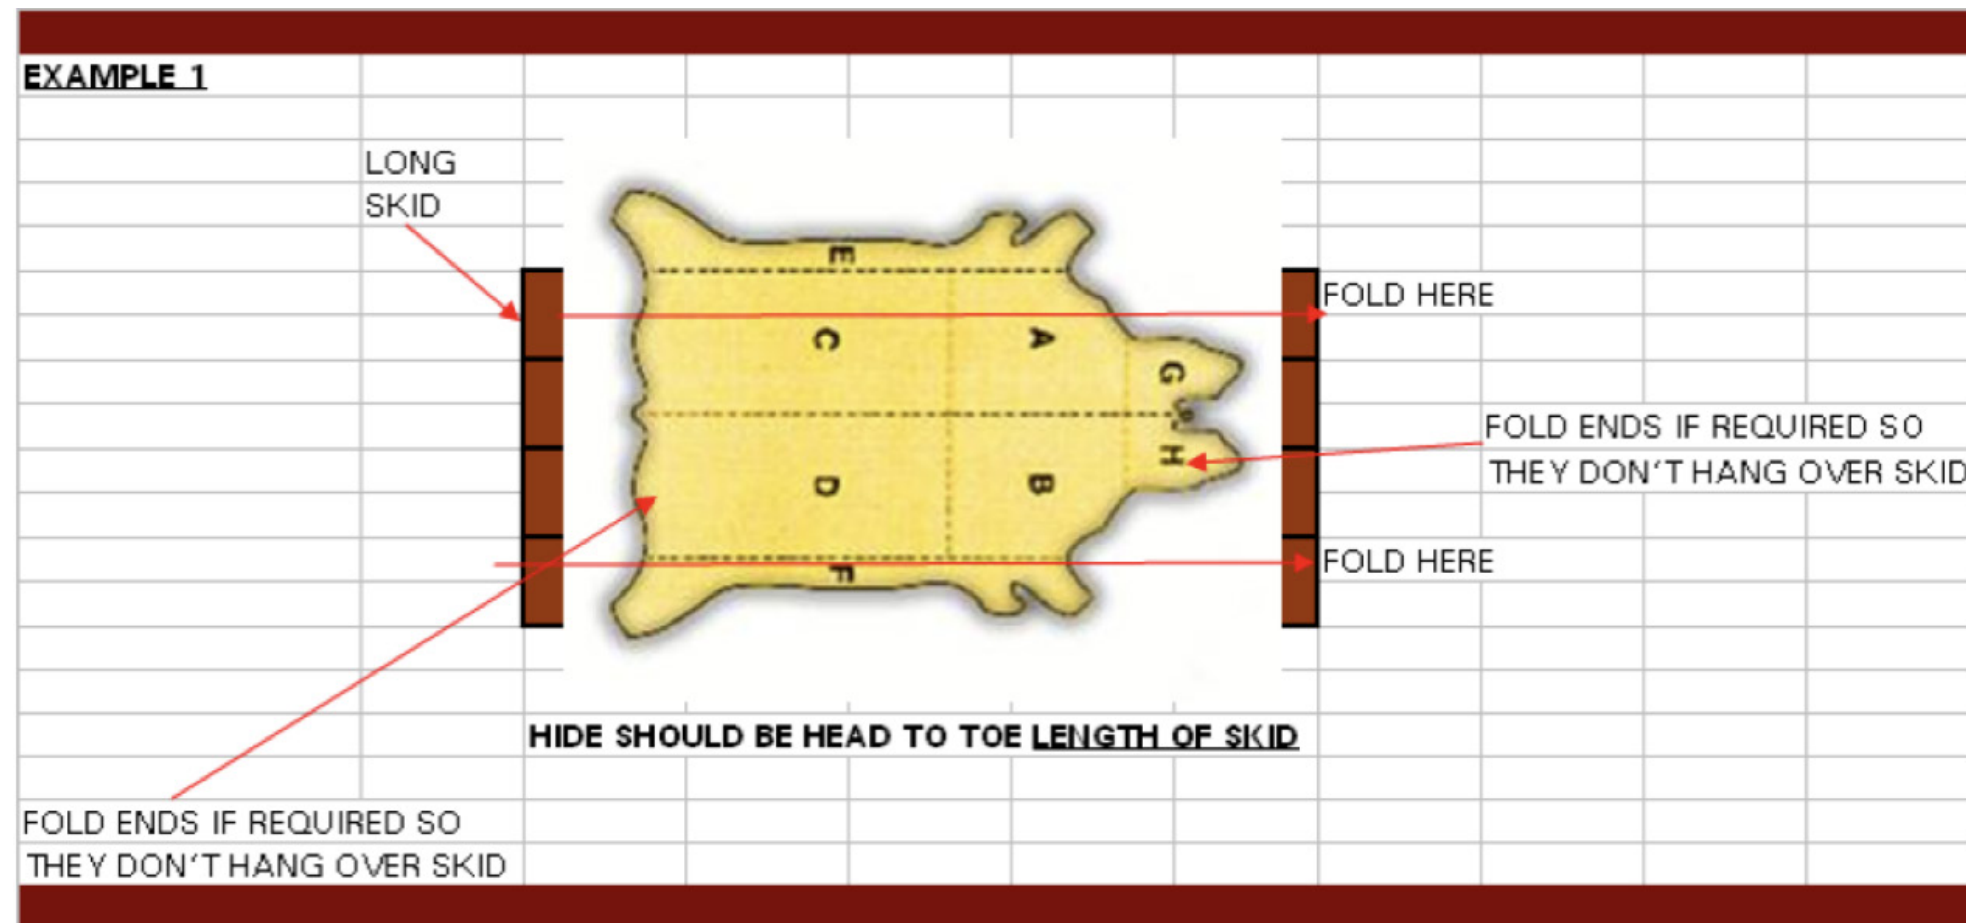 EXAMPLE 1
LONG
SKID
E
FOLD HERE
C
A
G
FOLD ENDS IF REQUIRED SO
THEY DON'T HANG OVER SKID
H
D
B
FOLD HERE
F
HIDE SHOULD BE HEAD TO TOE LENGTH OF SKID
FOLD ENDS IF REQUIRED SO
THEY DON'T HANG OVER SKID